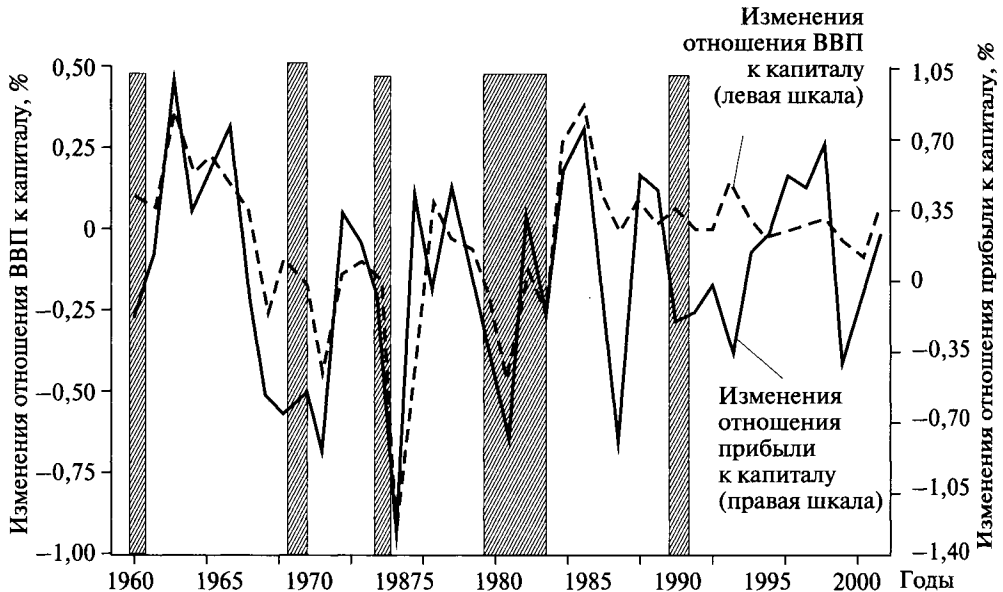 Изменения
отношения ВВП
к капиталу
(левая шкала)
Изменения отношения ВВП к капиталу, %
0,50
0,25
0
−0,25
−0,50
−0,75
−1,00
1,05
0,70
0,35
0
−0,35
−0,70
−1,05
−1,40
Изменения отношения прибыли к капиталу, %
Изменения
отношения
прибыли
к капиталу
(правая шкала)
1960 1965 1970 19875 1980 1985 1990 1995 2000 Годы